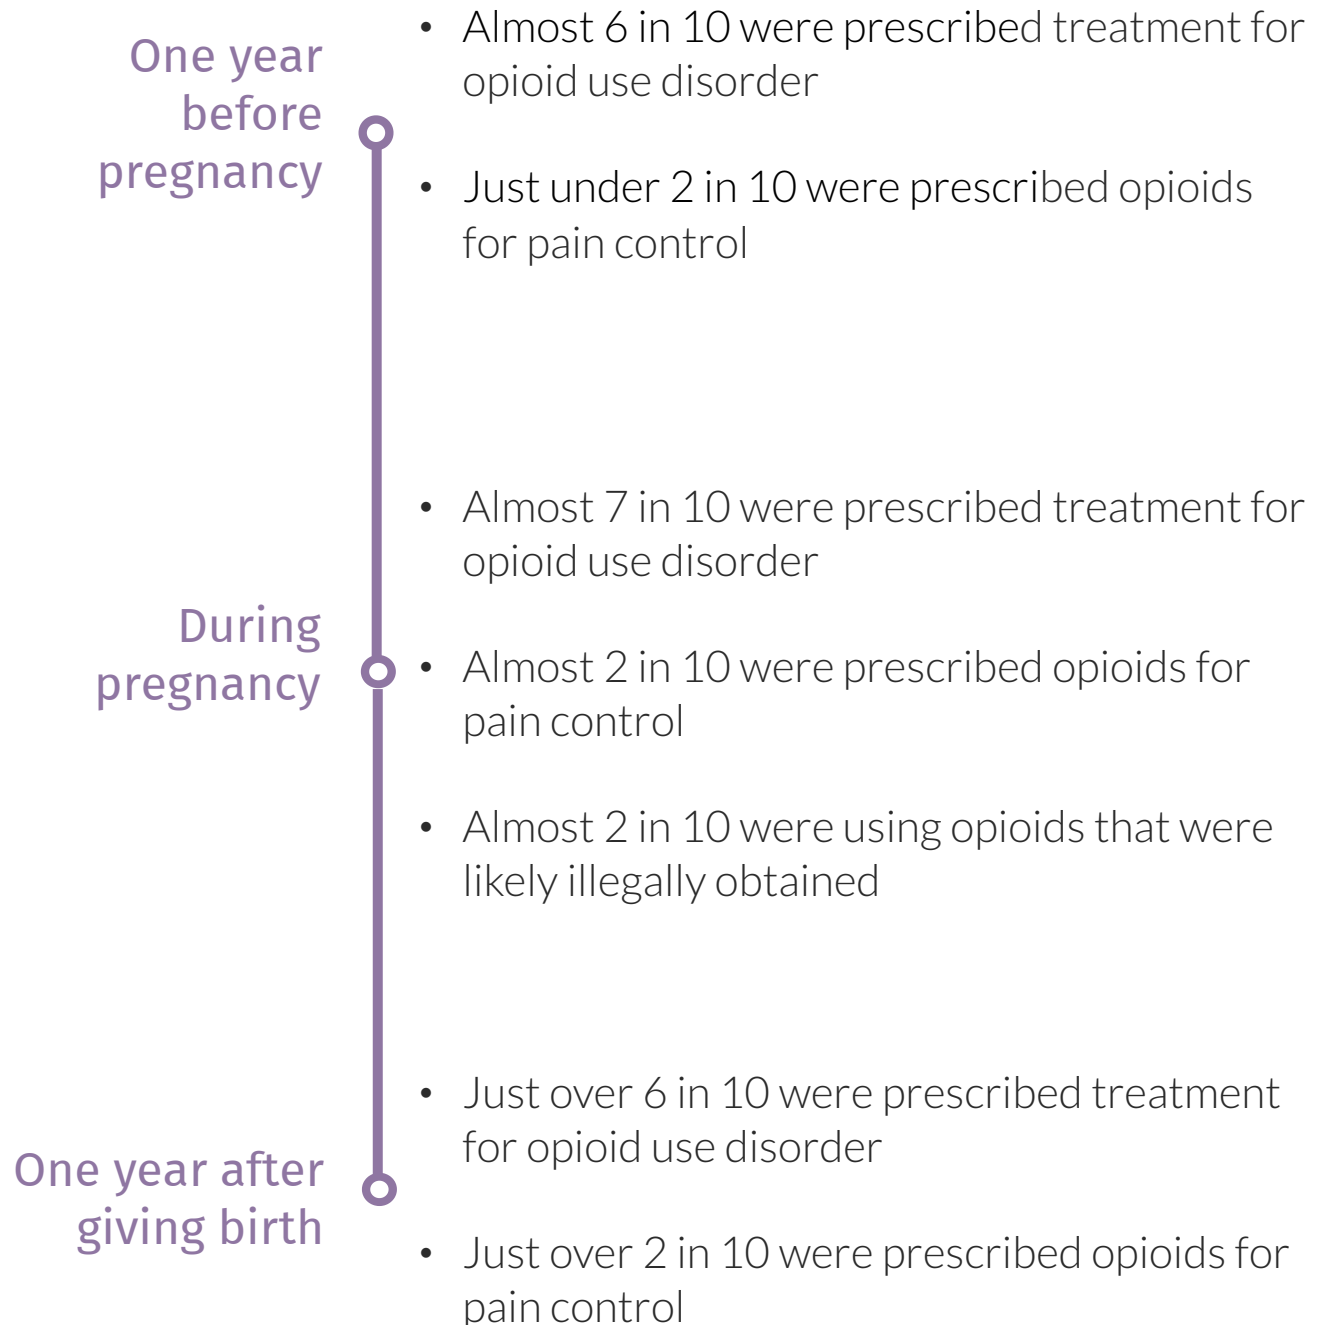 One year
before
pregnancy
• Almost 6 in 10 were prescribed treatment for
opioid use disorder
• Just under 2 in 10 were prescribed opioids
for pain control
During
pregnancy
• Almost 7 in 10 were prescribed treatment for
opioid use disorder
• Almost 2 in 10 were prescribed opioids for
pain control
• Almost 2 in 10 were using opioids that were
likely illegally obtained
One year after
giving birth
• Just over 6 in 10 were prescribed treatment
for opioid use disorder
• Just over 2 in 10 were prescribed opioids for
pain control